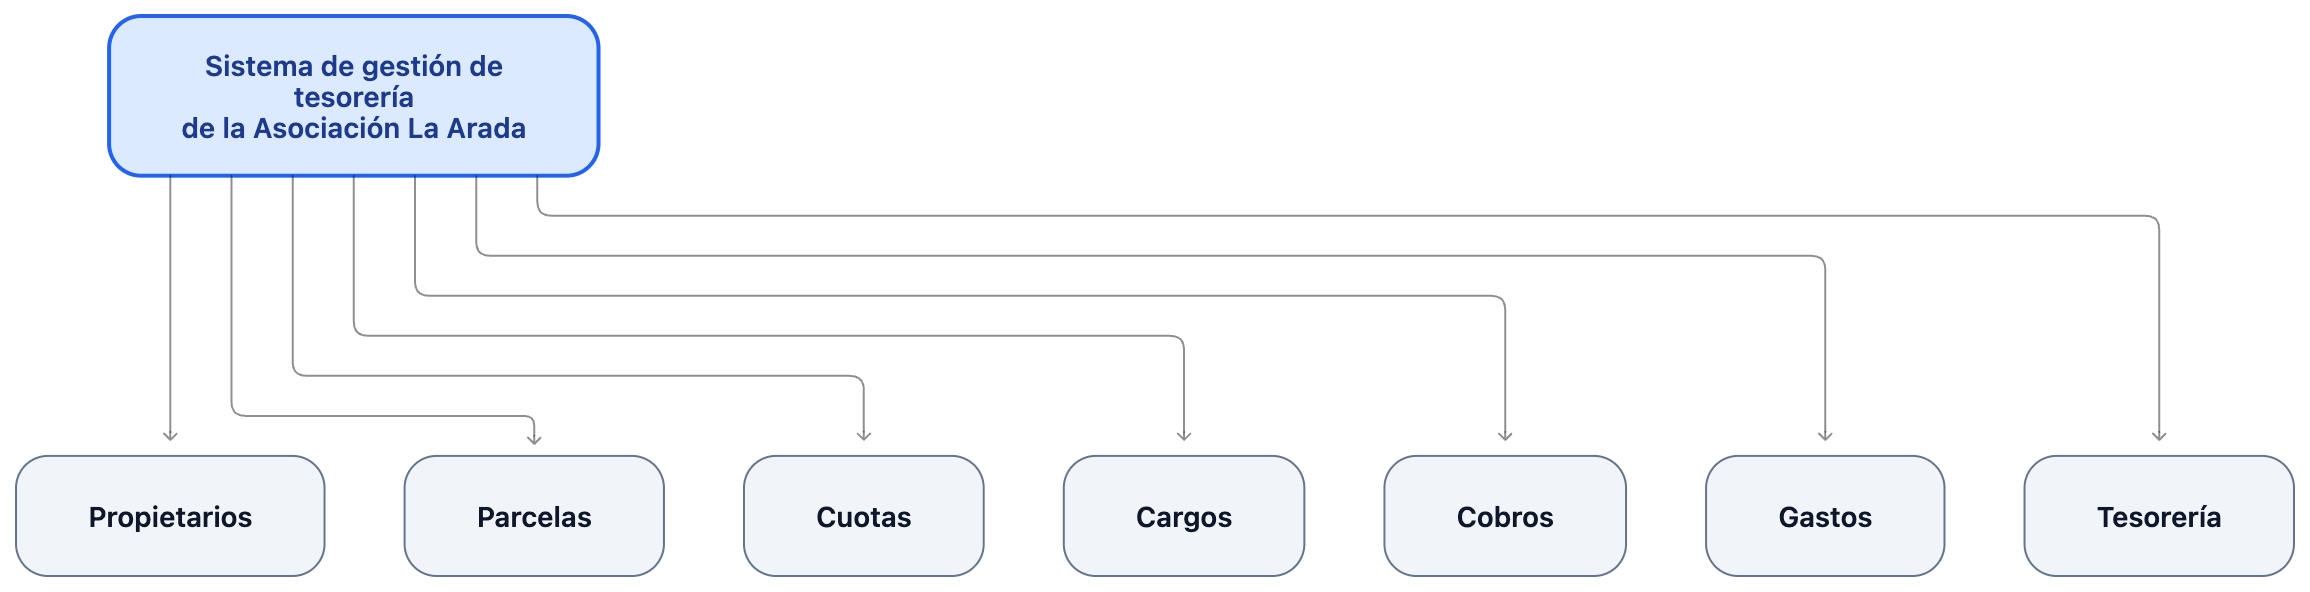 Sistema de gestión de
tesorería
de la Asociación La Arada
Propietarios
Parcelas
Cuotas
Cargos
Cobros
Gastos
Tesorería